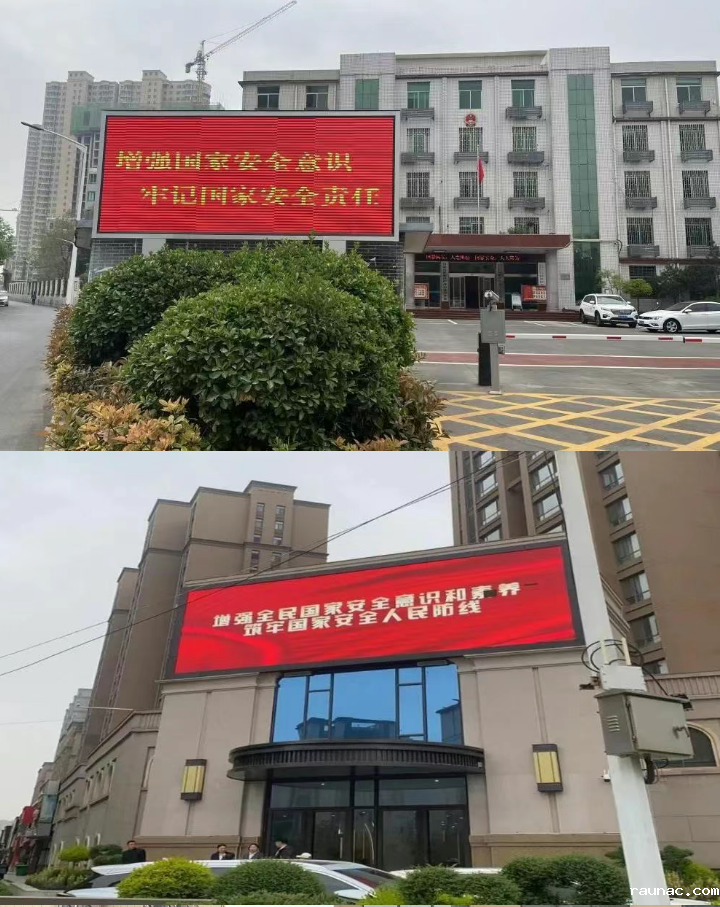 增强国家安全意识
牢记国家安全责任
增强全民国家安全意识和素养
筑牢国家安全人民防线
raunac.com